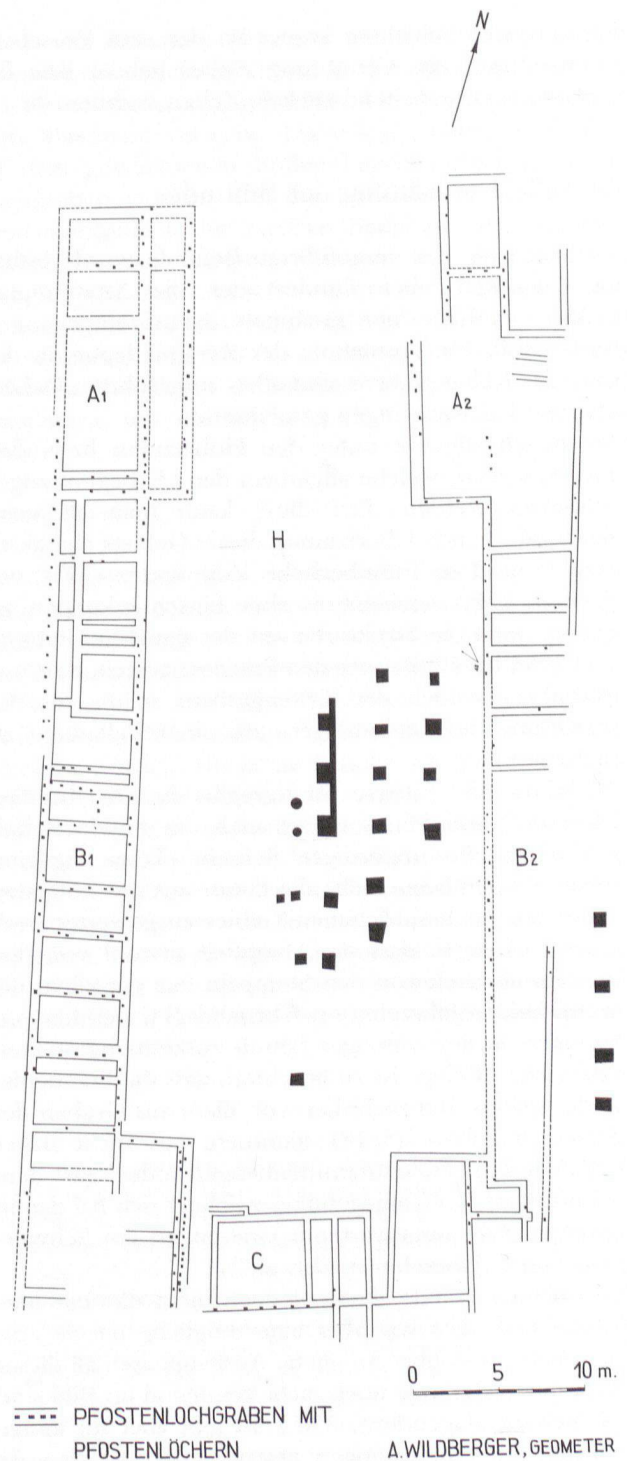 N
A1
A2
H
B1
B2
C
0 5 10 m.
PFOSTENLOCHGRABEN MIT
PFOSTENLÖCHERN
A.WILDBERGER, GEOMETER